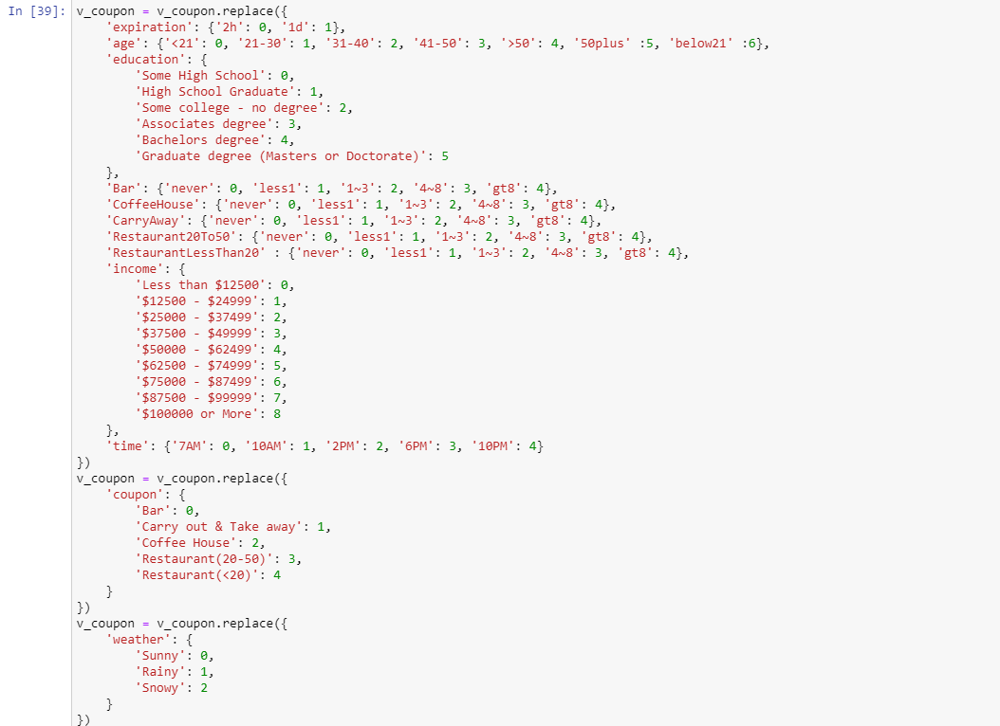 In [39]: v_coupon = v_coupon.replace({
    'expiration': {'2h': 0, '1d': 1},
    'age': {'<21': 0, '21-30': 1, '31-40': 2, '41-50': 3, '>50': 4, '50plus' :5, 'below21' :6},
    'education': {
        'Some High School': 0,
        'High School Graduate': 1,
        'Some college - no degree': 2,
        'Associates degree': 3,
        'Bachelors degree': 4,
        'Graduate degree (Masters or Doctorate)': 5
    },
    'Bar': {'never': 0, 'less1': 1, '1~3': 2, '4~8': 3, 'gt8': 4},
    'CoffeeHouse': {'never': 0, 'less1': 1, '1~3': 2, '4~8': 3, 'gt8': 4},
    'CarryAway': {'never': 0, 'less1': 1, '1~3': 2, '4~8': 3, 'gt8': 4},
    'Restaurant20To50': {'never': 0, 'less1': 1, '1~3': 2, '4~8': 3, 'gt8': 4},
    'RestaurantLessThan20' : {'never': 0, 'less1': 1, '1~3': 2, '4~8': 3, 'gt8': 4},
    'income': {
        'Less than $12500': 0,
        '$12500 - $24999': 1,
        '$25000 - $37499': 2,
        '$37500 - $49999': 3,
        '$50000 - $62499': 4,
        '$62500 - $74999': 5,
        '$75000 - $87499': 6,
        '$87500 - $99999': 7,
        '$100000 or More': 8
    },
    'time': {'7AM': 0, '10AM': 1, '2PM': 2, '6PM': 3, '10PM': 4}
})
v_coupon = v_coupon.replace({
    'coupon': {
        'Bar': 0,
        'Carry out & Take away': 1,
        'Coffee House': 2,
        'Restaurant(20-50)': 3,
        'Restaurant(<20)': 4
    }
})
v_coupon = v_coupon.replace({
    'weather': {
        'Sunny': 0,
        'Rainy': 1,
        'Snowy': 2
    }
})